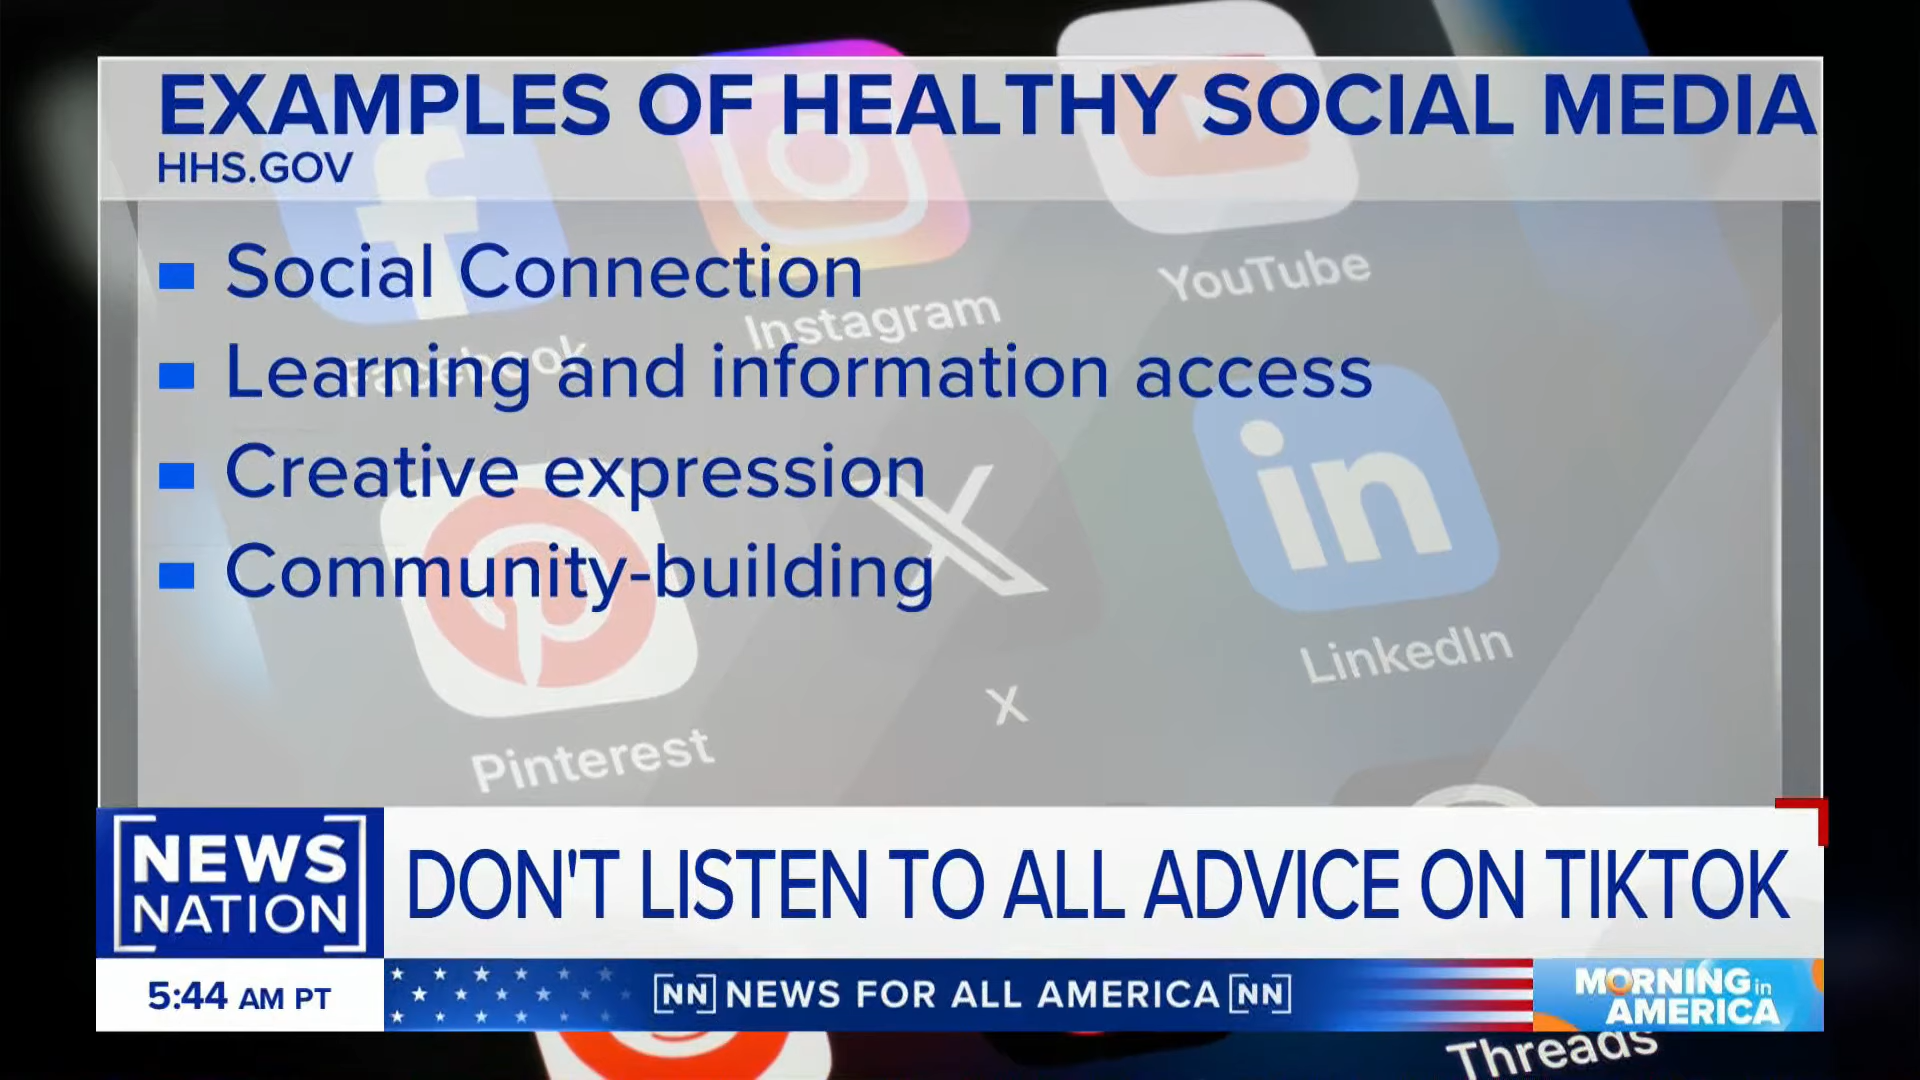 EXAMPLES OF HEALTHY SOCIAL MEDIA
HHS.GOV
Social Connection
Learning and information access
Creative expression
Community-building
Facebook
Instagram
YouTube
Pinterest
X
LinkedIn
Threads
NEWS
NATION
DON'T LISTEN TO ALL ADVICE ON TIKTOK
5:44 AM PT
NN NEWS FOR ALL AMERICA NN
MORNING in
AMERICA